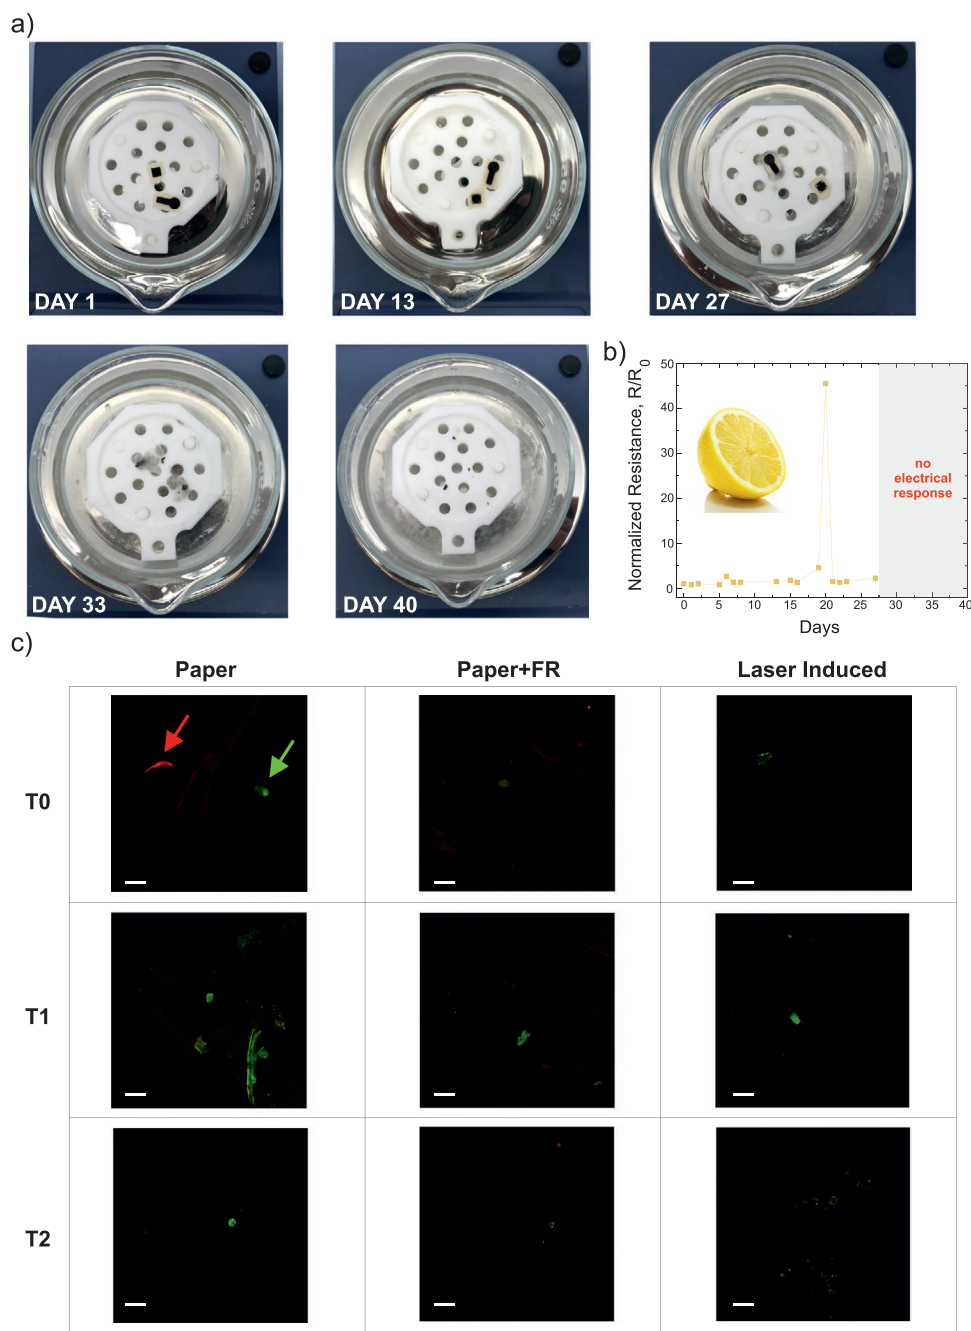 a)
DAY 1
DAY 13
DAY 27
DAY 33
DAY 40
b)
Normalized Resistance, R/R0
50
40
30
20
10
0
no
electrical
response
0 5 10 15 20 25 30 35 40
Days
c)
Paper Paper+FR Laser Induced
T0
T1
T2